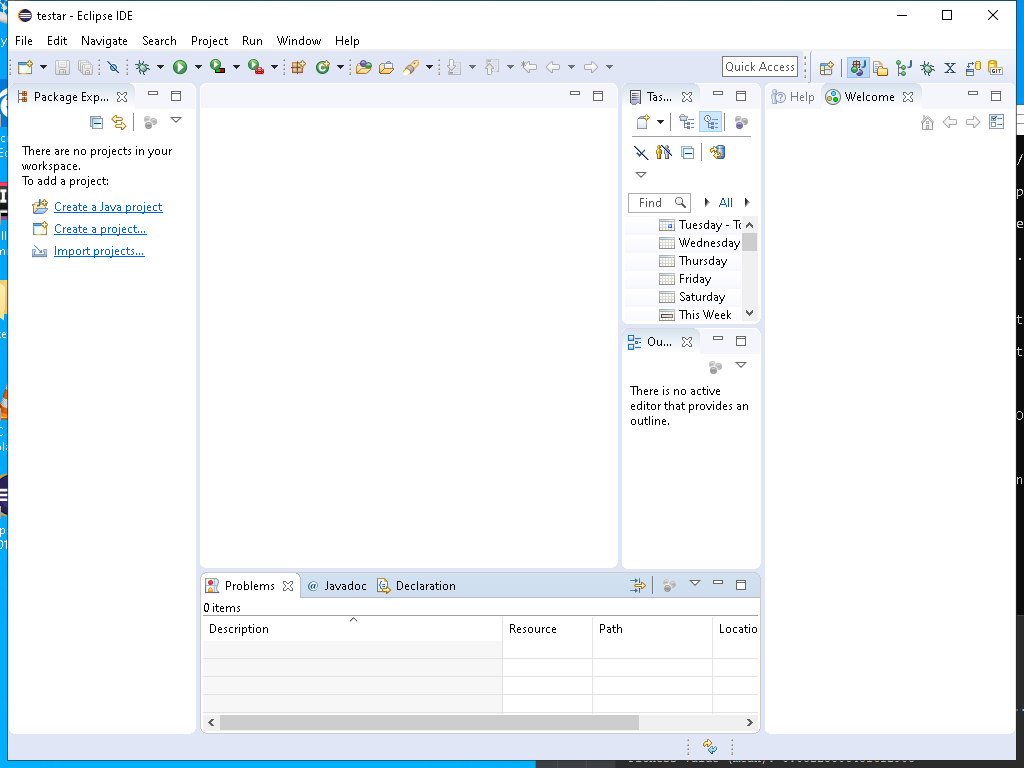 testar - Eclipse IDE
File Edit Navigate Search Project Run Window Help
Quick Access
Package Exp...
There are no projects in your
workspace.
To add a project:
Create a Java project
Create a project...
Import projects...
Tas...
Find
All
Tuesday - To
Wednesday
Thursday
Friday
Saturday
This Week
Ou...
There is no active
editor that provides an
outline.
Help Welcome
Problems @ Javadoc Declaration
0 items
Description Resource Path Locatio